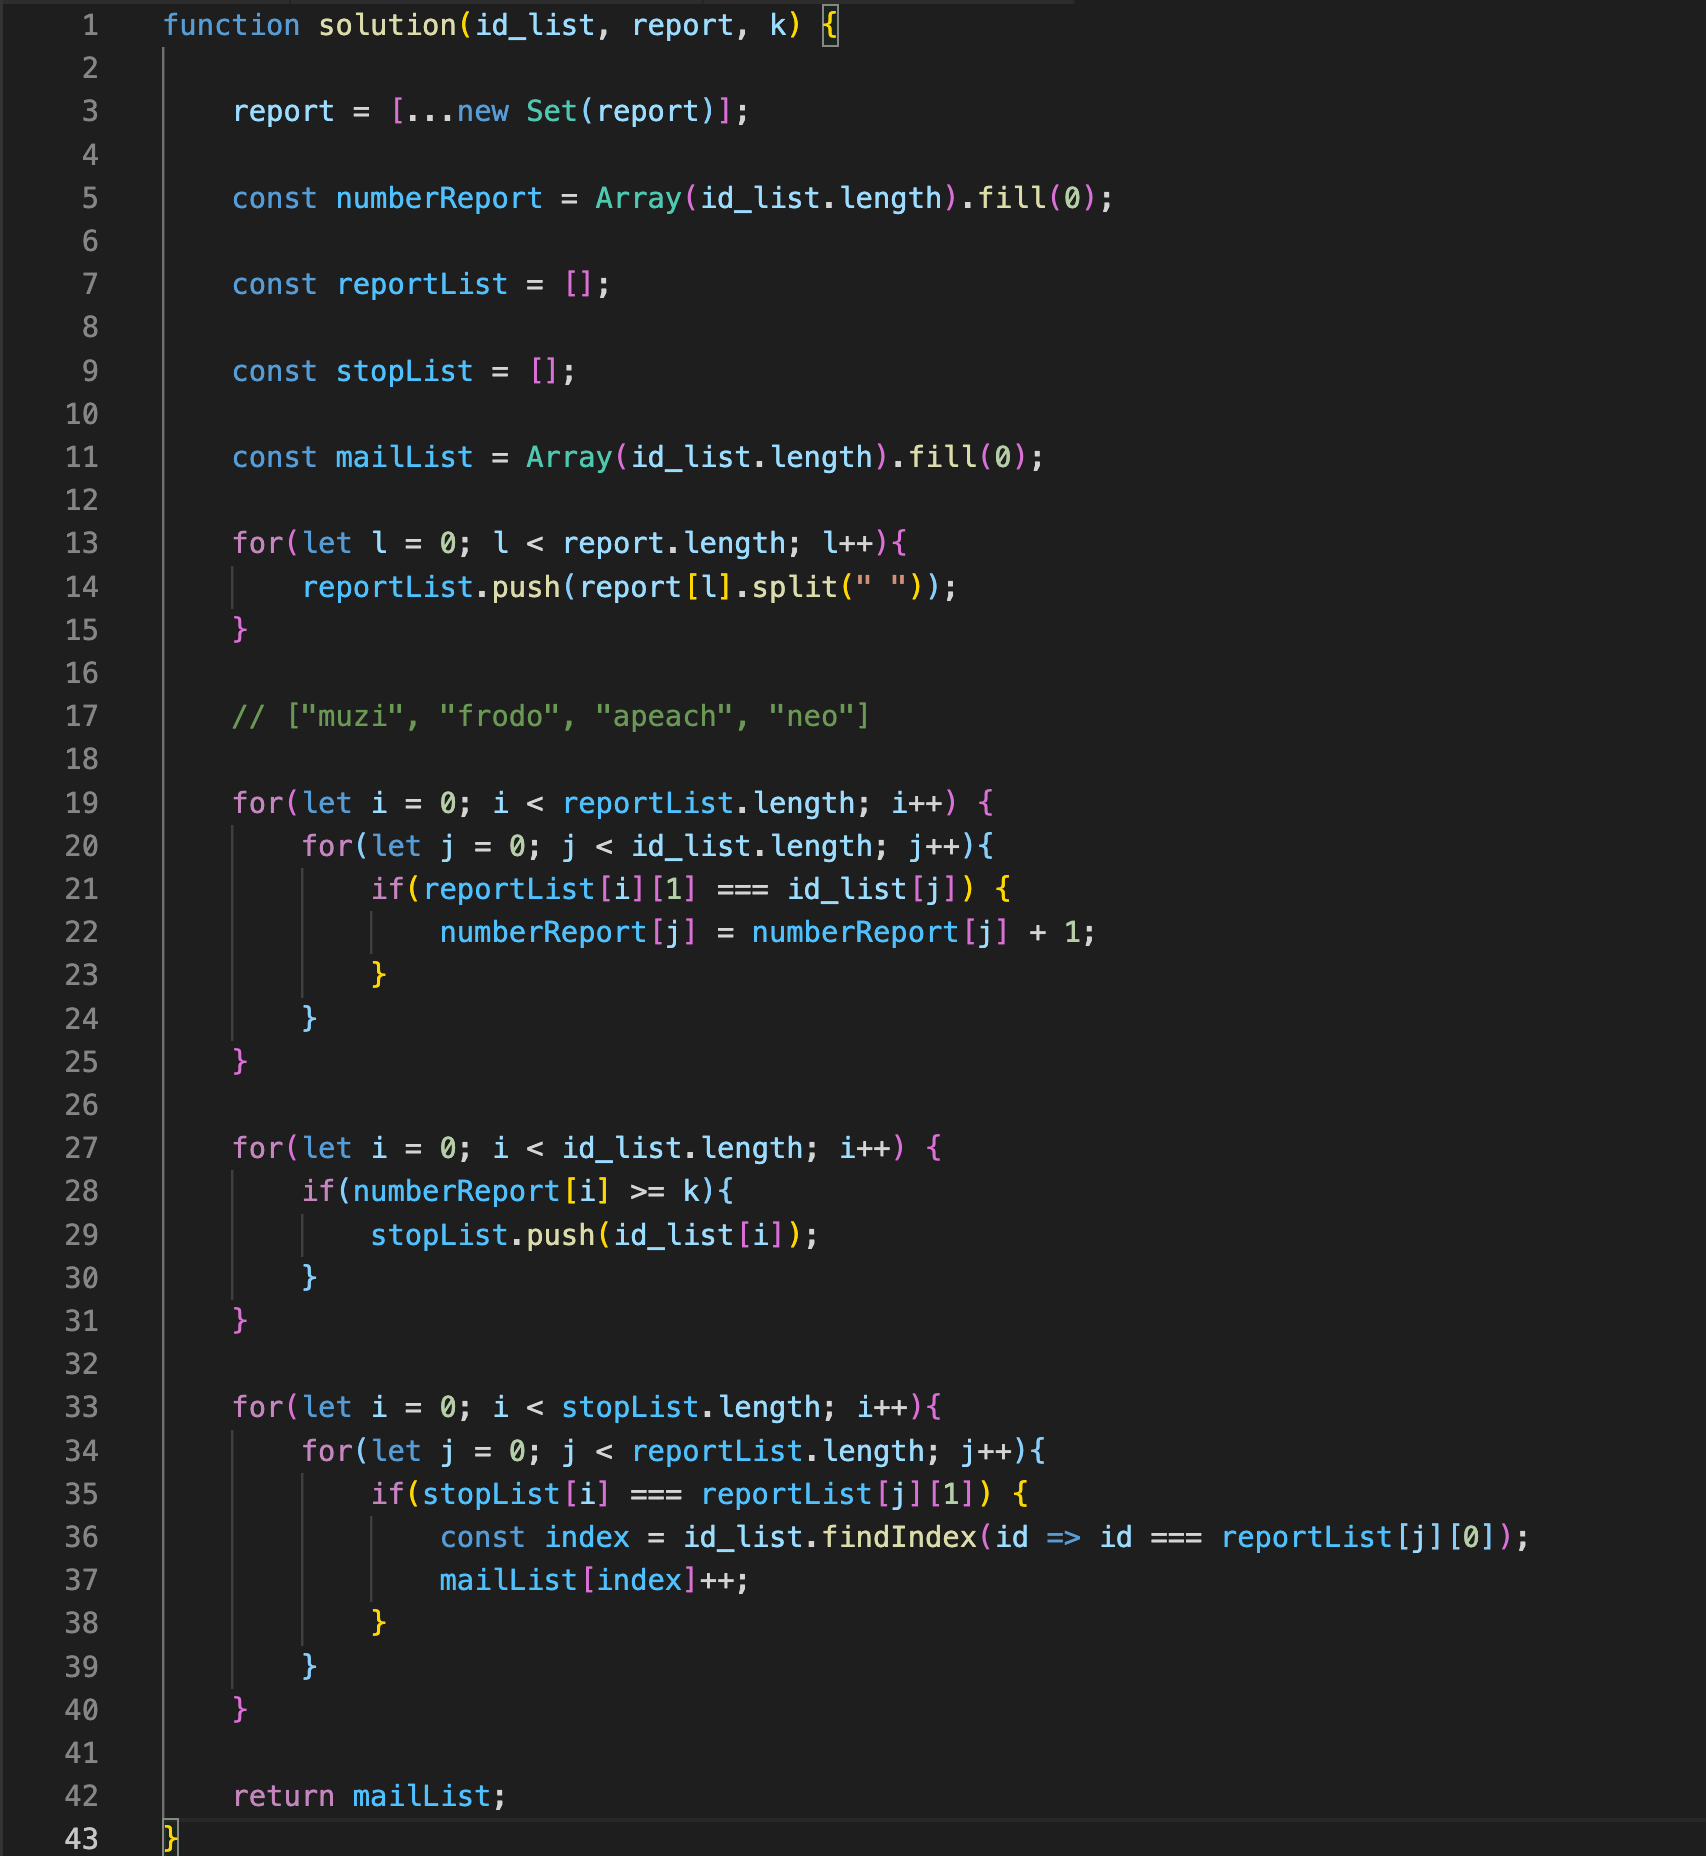 1 function solution(id_list, report, k) {
2
3 report = [...new Set(report)];
4
5 const numberReport = Array(id_list.length).fill(0);
6
7 const reportList = [];
8
9 const stopList = [];
10
11 const mailList = Array(id_list.length).fill(0);
12
13 for(let l = 0; l < report.length; l++){
14 reportList.push(report[l].split(" "));
15 }
16
17 // ["muzi", "frodo", "apeach", "neo"]
18
19 for(let i = 0; i < reportList.length; i++) {
20 for(let j = 0; j < id_list.length; j++){
21 if(reportList[i][1] === id_list[j]) {
22 numberReport[j] = numberReport[j] + 1;
23 }
24 }
25 }
26
27 for(let i = 0; i < id_list.length; i++) {
28 if(numberReport[i] >= k){
29 stopList.push(id_list[i]);
30 }
31 }
32
33 for(let i = 0; i < stopList.length; i++){
34 for(let j = 0; j < reportList.length; j++){
35 if(stopList[i] === reportList[j][1]) {
36 const index = id_list.findIndex(id => id === reportList[j][0]);
37 mailList[index]++;
38 }
39 }
40 }
41
42 return mailList;
43 }